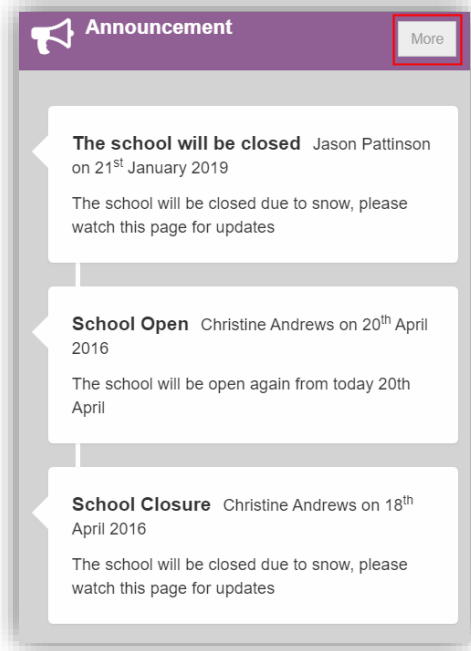 Announcement
More
The school will be closed Jason Pattinson
on 21st January 2019
The school will be closed due to snow, please
watch this page for updates
School Open Christine Andrews on 20th April
2016
The school will be open again from today 20th
April
School Closure Christine Andrews on 18th
April 2016
The school will be closed due to snow, please
watch this page for updates